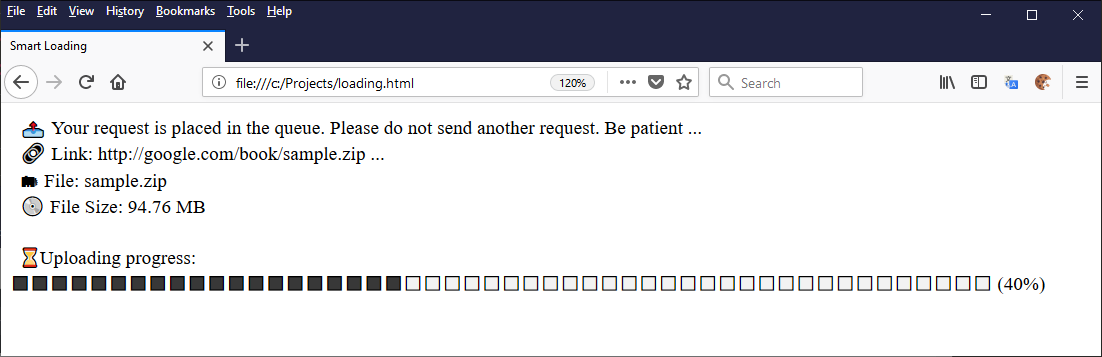 File Edit View History Bookmarks Tools Help
Smart Loading
file:///c:/Projects/loading.html 120% Search
📤 Your request is placed in the queue. Please do not send another request. Be patient ...
🔗 Link: http://google.com/book/sample.zip ...
File: sample.zip
💿 File Size: 94.76 MB
⏳Uploading progress:
■■■■■■■■■■■■■■■■■■■■□□□□□□□□□□□□□□□□□□□□□□□□□□□□□□ (40%)